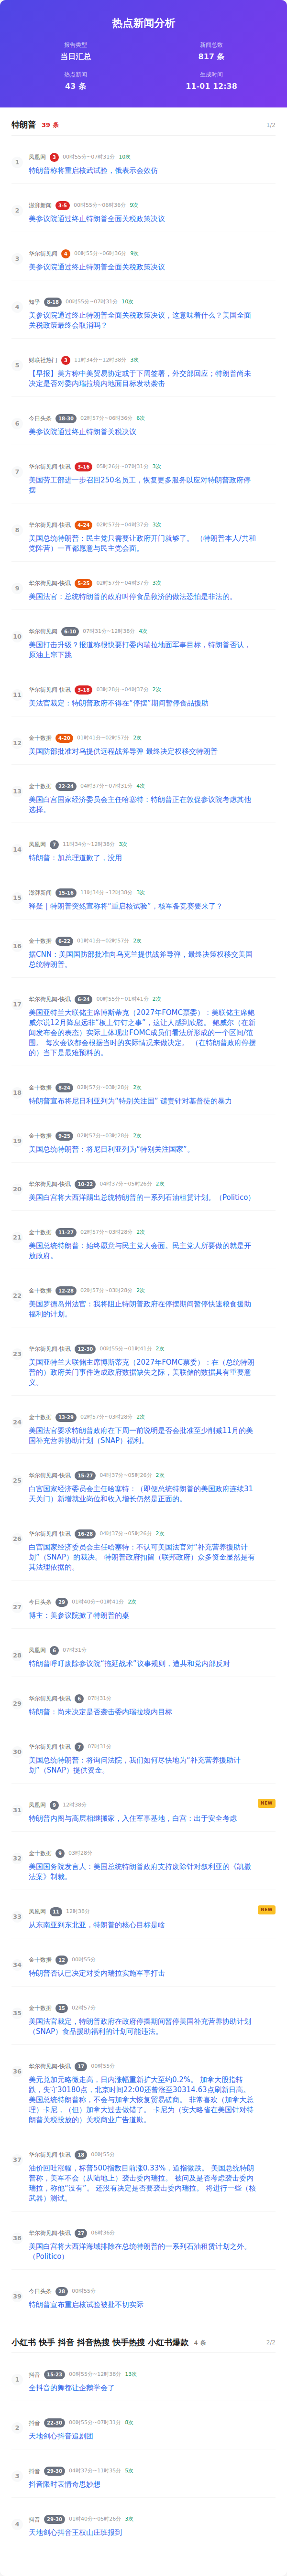 热点新闻分析
报告类型
新闻总数
当日汇总
817 条
热点新闻
生成时间
43 条
11-01 12:38
特朗普 39 条
1/2
1
凤凰网 3 00时55分~07时31分 10次
特朗普称将重启核武试验，俄表示会效仿
2
澎湃新闻 3-5 00时55分~06时36分 9次
美参议院通过终止特朗普全面关税政策决议
3
华尔街见闻 4 00时55分~06时36分 9次
美参议院通过终止特朗普全面关税政策决议
4
知乎 8-18 00时55分~07时31分 10次
美参议院通过终止特朗普全面关税政策决议，这意味着什么？美国全面
关税政策最终会取消吗？
5
财联社热门 3 11时34分~12时38分 3次
【早报】美方称中美贸易协定或于下周签署，外交部回应；特朗普尚未
决定是否对委内瑞拉境内地面目标发动袭击
6
今日头条 18-30 02时57分~06时36分 6次
美参议院通过终止特朗普关税决议
7
华尔街见闻-快讯 3-16 05时26分~07时31分 3次
美国劳工部进一步召回250名员工，恢复更多服务以应对特朗普政府停
摆
8
华尔街见闻-快讯 4-24 02时57分~04时37分 3次
美国总统特朗普：民主党只需要让政府开门就够了。（特朗普本人/共和
党阵营）一直都愿意与民主党会面。
9
华尔街见闻-快讯 5-25 02时57分~04时37分 3次
美国法官：总统特朗普的政府叫停食品救济的做法恐怕是非法的。
10
华尔街见闻 6-10 07时31分~12时38分 4次
美国打击升级？报道称很快要打委内瑞拉地面军事目标，特朗普否认，
原油上窜下跳
11
华尔街见闻-快讯 3-18 03时28分~04时37分 2次
美法官裁定：特朗普政府不得在“停摆”期间暂停食品援助
12
金十数据 4-20 01时41分~02时57分 2次
美国防部批准对乌提供远程战斧导弹 最终决定权移交特朗普
13
金十数据 22-24 04时37分~07时31分 4次
美国白宫国家经济委员会主任哈塞特：特朗普正在敦促参议院考虑其他
选择。
14
凤凰网 7 11时34分~12时38分 3次
特朗普：加总理道歉了，没用
15
澎湃新闻 15-16 11时34分~12时38分 3次
释疑｜特朗普突然宣称将“重启核试验”，核军备竞赛要来了？
16
金十数据 6-22 01时41分~02时57分 2次
据CNN：美国国防部批准向乌克兰提供战斧导弹，最终决策权移交美国
总统特朗普。
17
华尔街见闻-快讯 6-24 00时55分~01时41分 2次
美国亚特兰大联储主席博斯蒂克（2027年FOMC票委）：美联储主席鲍
威尔说12月降息远非“板上钉钉之事”，这让人感到欣慰。 鲍威尔（在新
闻发布会的表态）实际上体现出FOMC成员们看法所形成的一个区间/范
围。 每次会议都会根据当时的实际情况来做决定。 （在特朗普政府停摆
的）当下是最难预料的。
18
金十数据 8-24 02时57分~03时28分 2次
特朗普宣布将尼日利亚列为“特别关注国” 谴责针对基督徒的暴力
19
金十数据 9-25 02时57分~03时28分 2次
美国总统特朗普：将尼日利亚列为“特别关注国家”。
20
华尔街见闻-快讯 10-22 04时37分~05时26分 2次
美国白宫将大西洋踢出总统特朗普的一系列石油租赁计划。（Politico）
21
金十数据 11-27 02时57分~03时28分 2次
美国总统特朗普：始终愿意与民主党人会面。民主党人所要做的就是开
放政府。
22
金十数据 12-28 02时57分~03时28分 2次
美国罗德岛州法官：我将阻止特朗普政府在停摆期间暂停快速粮食援助
福利的计划。
23
华尔街见闻-快讯 12-30 00时55分~01时41分 2次
美国亚特兰大联储主席博斯蒂克（2027年FOMC票委）：在（总统特朗
普的）政府关门事件造成政府数据缺失之际，美联储的数据具有重要意
义。
24
金十数据 13-29 02时57分~03时28分 2次
美国法官要求特朗普政府在下周一前说明是否会批准至少削减11月的美
国补充营养协助计划（SNAP）福利。
25
华尔街见闻-快讯 15-27 04时37分~05时26分 2次
白宫国家经济委员会主任哈塞特：（即便总统特朗普的美国政府连续31
天关门）新增就业岗位和收入增长仍然是正面的。
26
华尔街见闻-快讯 16-28 04时37分~05时26分 2次
白宫国家经济委员会主任哈塞特：不认可美国法官对“补充营养援助计
划”（SNAP）的裁决。 特朗普政府扣留（联邦政府）众多资金显然是有
其法理依据的。
27
今日头条 29 01时40分~01时41分 2次
博主：美参议院掀了特朗普的桌
28
凤凰网 6 07时31分
特朗普呼吁废除参议院“拖延战术”议事规则，遭共和党内部反对
29
华尔街见闻-快讯 6 07时31分
特朗普：尚未决定是否袭击委内瑞拉境内目标
30
华尔街见闻-快讯 7 07时31分
美国总统特朗普：将询问法院，我们如何尽快地为“补充营养援助计
划”（SNAP）提供资金。
31
凤凰网 9 12时38分
NEW
特朗普内阁与高层相继搬家，入住军事基地，白宫：出于安全考虑
32
金十数据 9 03时28分
美国国务院发言人：美国总统特朗普政府支持废除针对叙利亚的《凯撒
法案》制裁。
33
凤凰网 11 12时38分
NEW
从东南亚到东北亚，特朗普的核心目标是啥
34
金十数据 12 00时55分
特朗普否认已决定对委内瑞拉实施军事打击
35
金十数据 15 02时57分
美国法官裁定，特朗普政府在政府停摆期间暂停美国补充营养协助计划
（SNAP）食品援助福利的计划可能违法。
36
华尔街见闻-快讯 17 00时55分
美元兑加元略微走高，日内涨幅重新扩大至约0.2%。 加拿大股指转
跌，失守30180点，北京时间22:00还曾涨至30314.63点刷新日高。
美国总统特朗普称，不会与加拿大恢复贸易磋商。 非常喜欢（加拿大总
理）卡尼，（但）加拿大过去做错了。 卡尼为（安大略省在美国针对特
朗普关税投放的）关税商业广告道歉。
37
华尔街见闻-快讯 18 00时55分
油价回吐涨幅，标普500指数目前涨0.33%，道指微跌。 美国总统特朗
普称，美军不会（从陆地上）袭击委内瑞拉。 被问及是否考虑袭击委内
瑞拉，称他“没有”。 还没有决定是否要袭击委内瑞拉。 将进行一些（核
武器）测试。
38
华尔街见闻-快讯 27 06时36分
美国白宫将大西洋海域排除在总统特朗普的一系列石油租赁计划之外。
（Politico）
39
今日头条 28 00时55分
特朗普宣布重启核试验被批不切实际
小红书 快手 抖音 抖音热搜 快手热搜 小红书爆款 4 条
2/2
1
抖音 15-23 00时55分~12时38分 13次
全抖音的舞都让企鹅学会了
2
抖音 22-30 00时55分~07时31分 8次
天地剑心抖音追剧团
3
抖音 29-30 04时37分~11时35分 5次
抖音限时表情奇思妙想
4
抖音 29-30 01时40分~05时26分 3次
天地剑心抖音王权山庄班报到